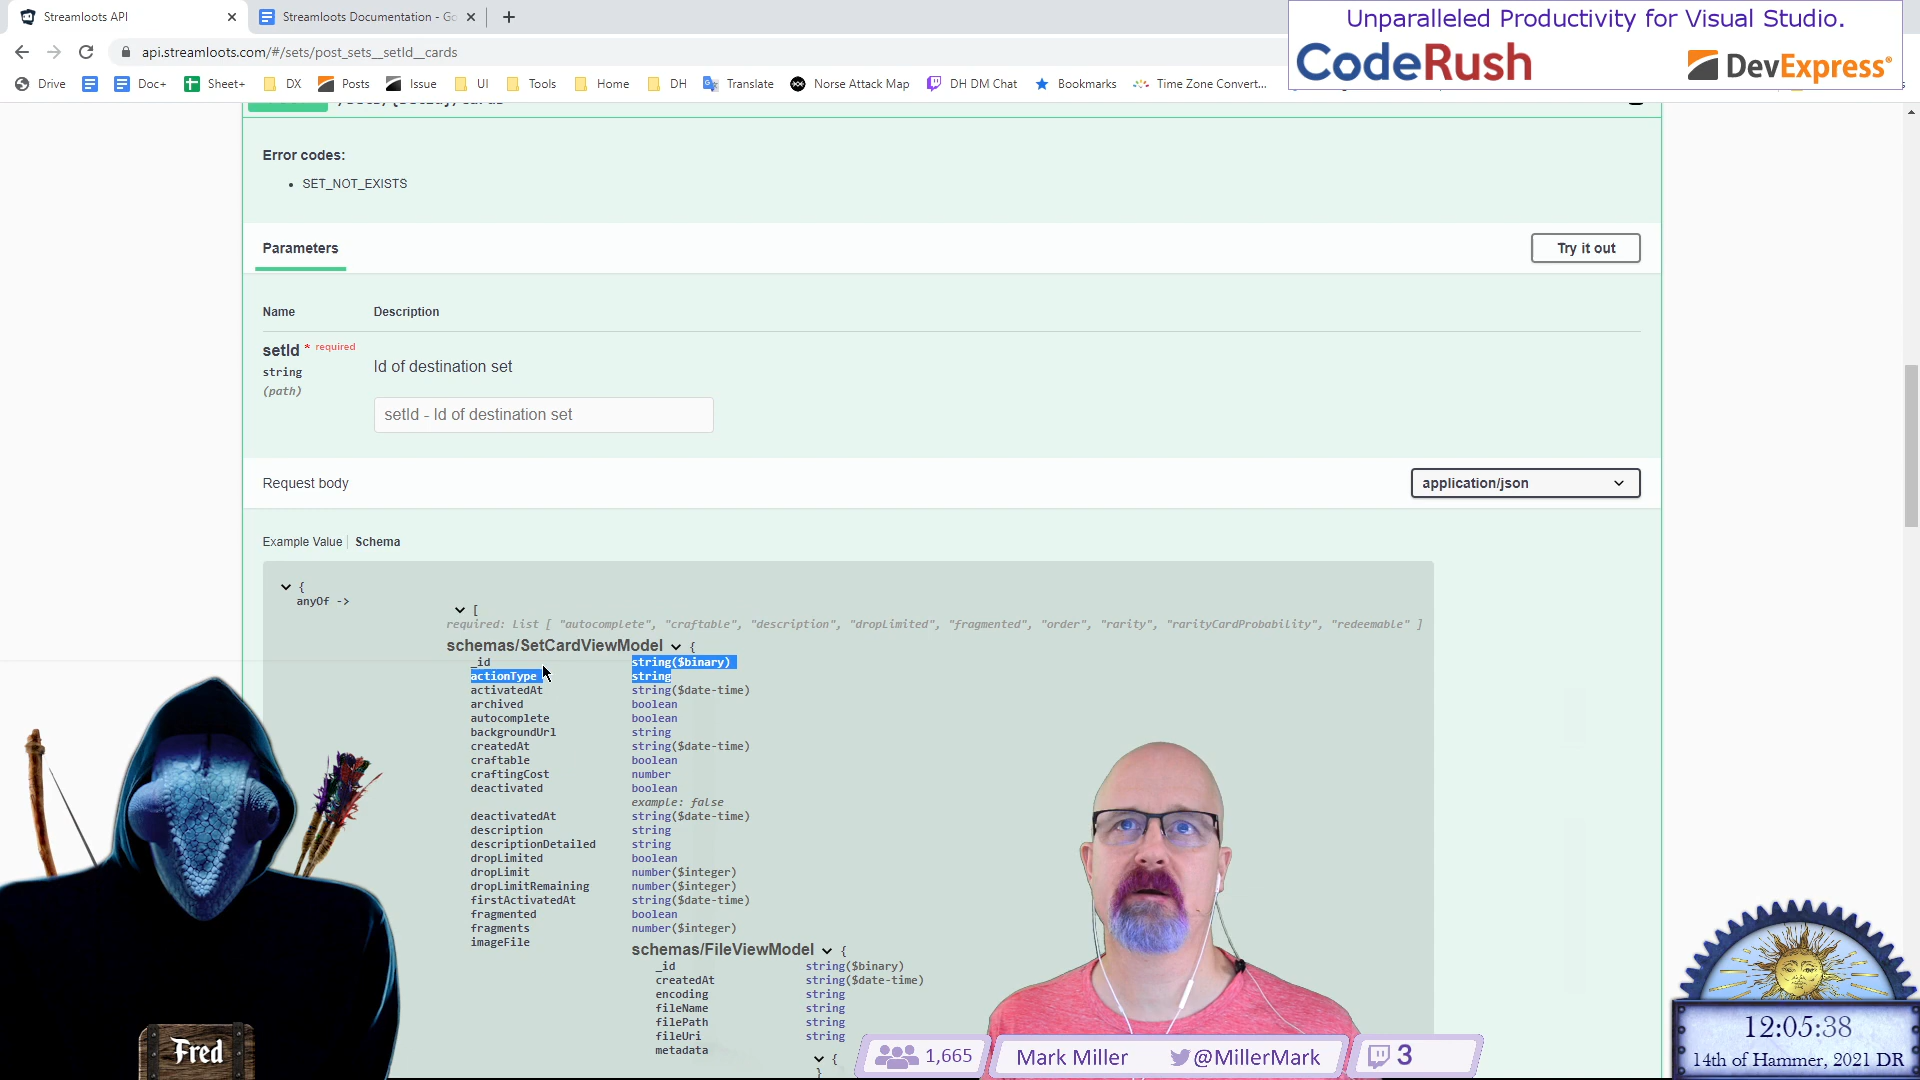 Streamloots API
Streamloots Documentation - Go
Unparalleled Productivity for Visual Studio.
CodeRush
DevExpress
api.streamloots.com/#/sets/post_sets__setId__cards
Drive
Doc+
Sheet+
DX
Posts
Issue
UI
Tools
Home
DH
Translate
Norse Attack Map
DH DM Chat
Bookmarks
Time Zone Convert...
Error codes:
• SET_NOT_EXISTS
Parameters
Try it out
Name Description
setId * required
string
(path)
Id of destination set
setId - Id of destination set
Request body
application/json
Example Value | Schema
{
anyOf ->
[
required: List [ "autocomplete", "craftable", "description", "dropLimited", "fragmented", "order", "rarity", "rarityCardProbability", "redeemable" ]
schemas/SetCardViewModel {
_id string($binary)
actionType string
activatedAt string($date-time)
archived boolean
autocomplete boolean
backgroundUrl string
createdAt string($date-time)
craftable boolean
craftingCost number
deactivated boolean
example: false
deactivatedAt string($date-time)
description string
descriptionDetailed string
dropLimited boolean
dropLimit number($integer)
dropLimitRemaining number($integer)
firstActivatedAt string($date-time)
fragmented boolean
fragments number($integer)
imageFile
schemas/FileViewModel {
_id string($binary)
createdAt string($date-time)
encoding string
fileName string
filePath string
fileUri string
metadata
{
}
Fred
1,665
Mark Miller
@MillerMark
3
12:05:38
14th of Hammer, 2021 DR